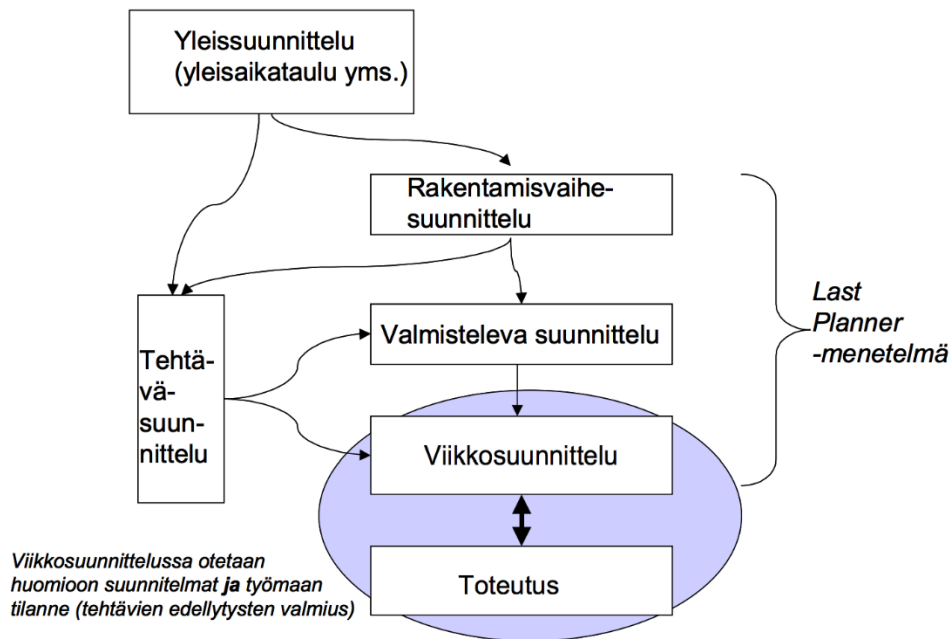 Yleissuunnittelu
(yleisaikataulu yms.)
Rakentamisvaihe-
suunnittelu
Last
Planner
-menetelmä
Valmisteleva suunnittelu
Tehtä-
vä-
suun-
nittelu
Viikkosuunnittelu
Toteutus
Viikkosuunnittelussa otetaan
huomioon suunnitelmat ja työmaan
tilanne (tehtävien edellytysten valmius)